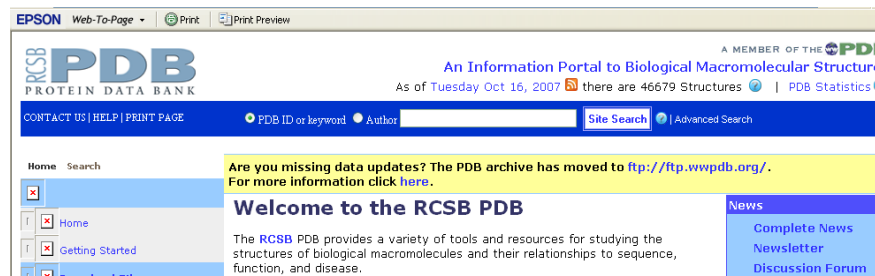 EPSON Web-To-Page Print Print Preview
A MEMBER OF THE PD
RCSB PDB
PROTEIN DATA BANK
An Information Portal to Biological Macromolecular Structur
As of Tuesday Oct 16, 2007 there are 46679 Structures | PDB Statistics
CONTACT US | HELP | PRINT PAGE PDB ID or keyword Author Site Search | Advanced Search
Home Search
Are you missing data updates? The PDB archive has moved to ftp://ftp.wwpdb.org/.
For more information click here.
Welcome to the RCSB PDB
News
Home
Complete News
The RCSB PDB provides a variety of tools and resources for studying the
Getting Started
Newsletter
structures of biological macromolecules and their relationships to sequence,
function, and disease.
Discussion Forum